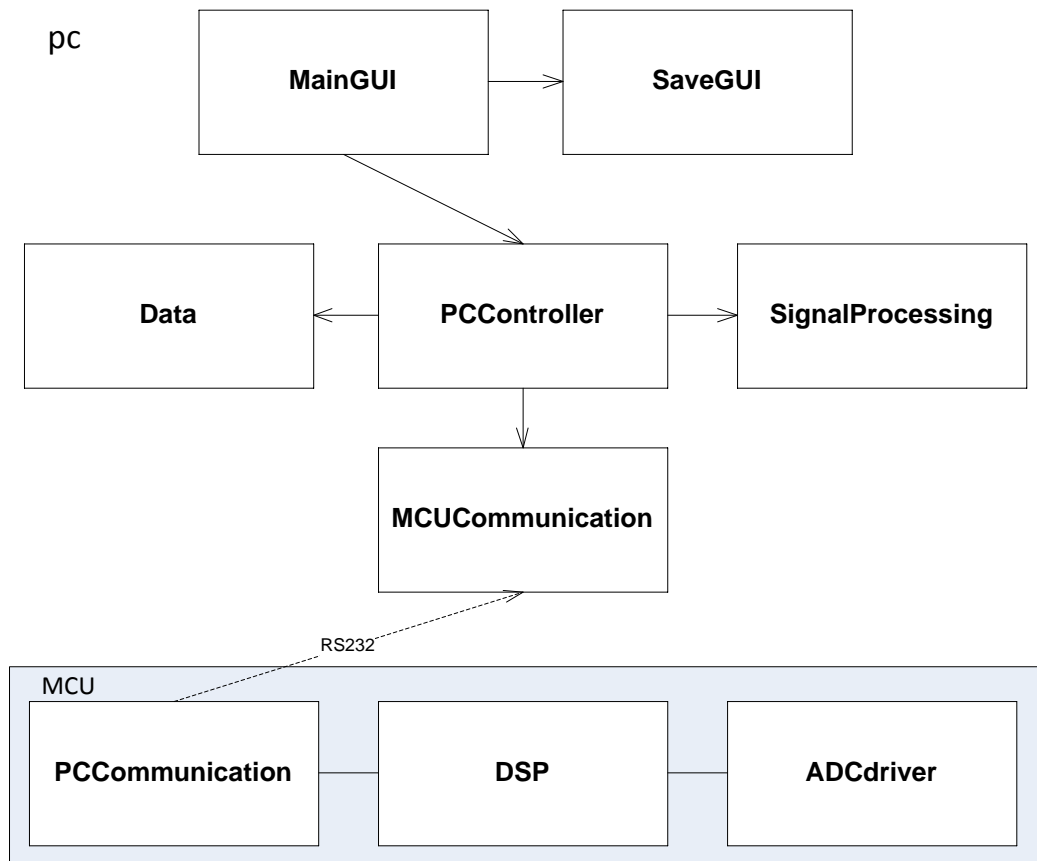 pc
MainGUI
SaveGUI
Data
PCController
SignalProcessing
MCUCommunication
RS232
MCU
PCCommunication
DSP
ADCdriver